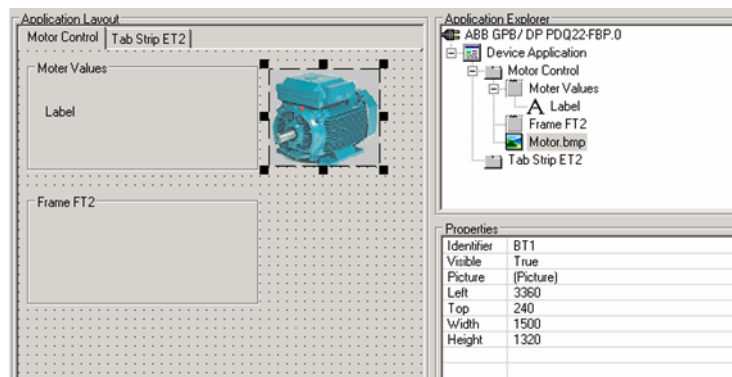 Application Layout
Motor Control
Tab Strip ET2
Moter Values
Label
Frame FT2
Application Explorer
ABB GPB/ DP PDQ22-FBP.0
Device Application
Motor Control
Moter Values
A Label
Frame FT2
Motor.bmp
Tab Strip ET2
Properties
Identifier BT1
Visible True
Picture (Picture)
Left 3360
Top 240
Width 1500
Height 1320